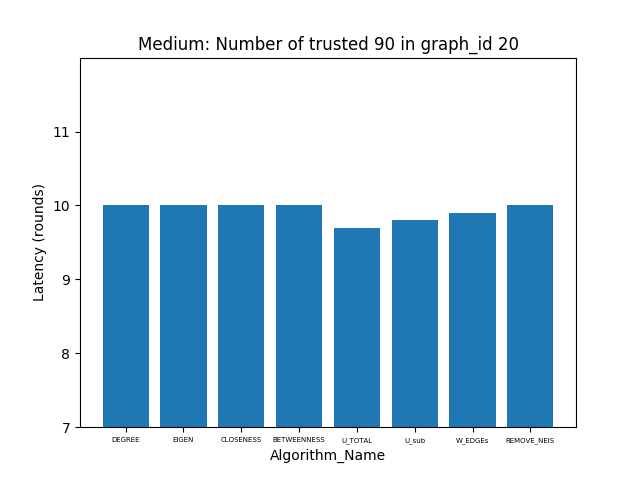 Medium: Number of trusted 90 in graph_id 20
Latency (rounds)
11
10
9
8
7
DEGREE EIGEN CLOSENESS BETWEENNESS U_TOTAL U_sub W_EDGEs REMOVE_NEIS
Algorithm_Name